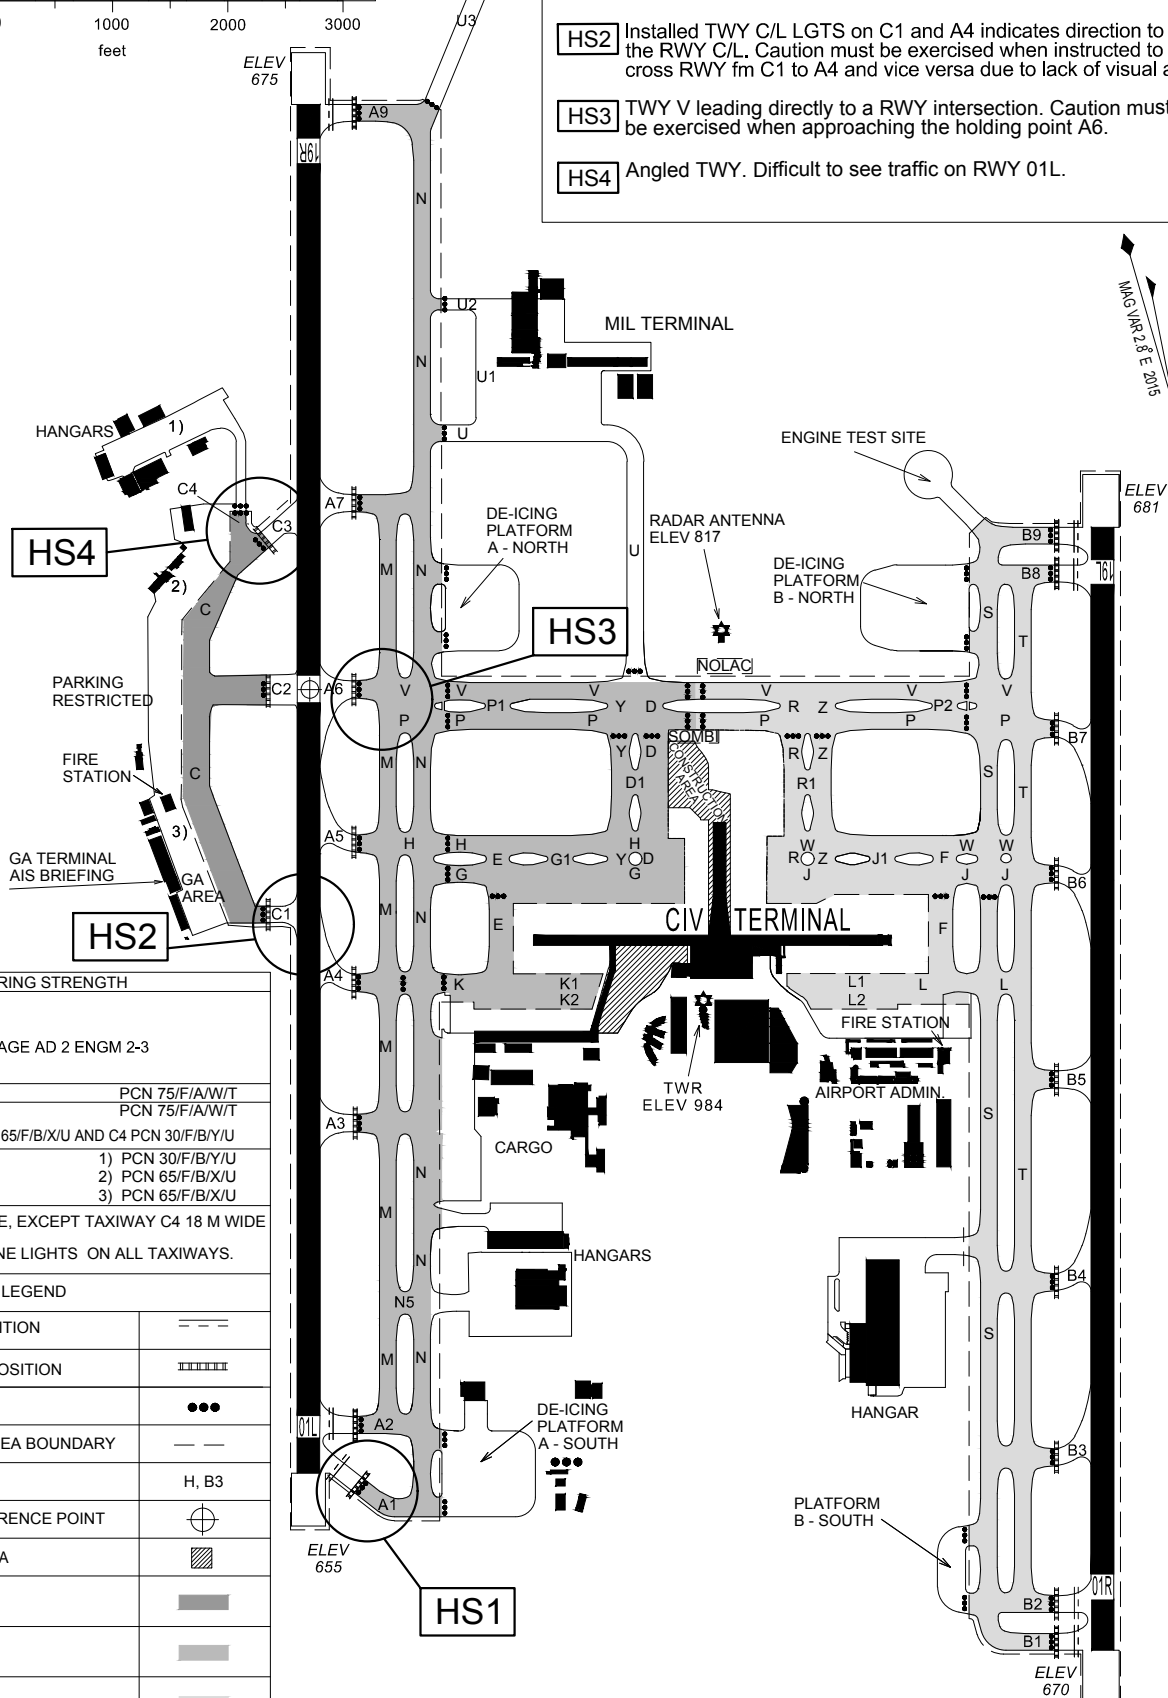 1000
2000
3000
feet
HS2 Installed TWY C/L LGTS on C1 and A4 indicates direction to
the RWY C/L. Caution must be exercised when instructed to
cross RWY fm C1 to A4 and vice versa due to lack of visual a
HS3 TWY V leading directly to a RWY intersection. Caution must
be exercised when approaching the holding point A6.
HS4 Angled TWY. Difficult to see traffic on RWY 01L.
U3
ELEV
675
A9
19R
N
MAG VAR 2.8° E 2015
U2
MIL TERMINAL
N
U1
U
HANGARS
1)
ENGINE TEST SITE
C4
A7
C3
HS4
ELEV
681
DE-ICING
PLATFORM
A - NORTH
RADAR ANTENNA
ELEV 817
U
DE-ICING
PLATFORM
B - NORTH
B9
B8
19L
M
N
2)
C
S
T
HS3
NOLAC
PARKING
RESTRICTED
C2
A6
V
V
V
V
V
V
P1
Y
D
R
Z
P2
P
P
P
P
P
P
B7
SOMBI
CONSTRUCTION
AREA
FIRE
STATION
M
N
Y
D
R
Z
S
T
C
D1
R1
3)
A5
H
H
H
W
W
W
E
G1
Y
D
R
Z
J1
F
G
G
J
J
J
B6
GA TERMINAL
AIS BRIEFING
GA
AREA
C1
M
N
E
F
CIV TERMINAL
HS2
A4
K
K1
K2
L1
L2
L
L
RING STRENGTH
FIRE STATION
M
AGE AD 2 ENGM 2-3
TWR
ELEV 984
AIRPORT ADMIN.
B5
PCN 75/F/A/W/T
PCN 75/F/A/W/T
65/F/B/X/U AND C4 PCN 30/F/B/Y/U
A3
CARGO
S
1) PCN 30/F/B/Y/U
2) PCN 65/F/B/X/U
3) PCN 65/F/B/X/U
N
T
E, EXCEPT TAXIWAY C4 18 M WIDE
M
NE LIGHTS ON ALL TAXIWAYS.
N
HANGARS
B4
LEGEND
N5
ITION
S
OSITION
M
N
HANGAR
01L
A2
DE-ICING
PLATFORM
A - SOUTH
EA BOUNDARY
B3
H, B3
A1
PLATFORM
B - SOUTH
RENCE POINT
ELEV
655
A
01R
B2
HS1
B1
ELEV
670